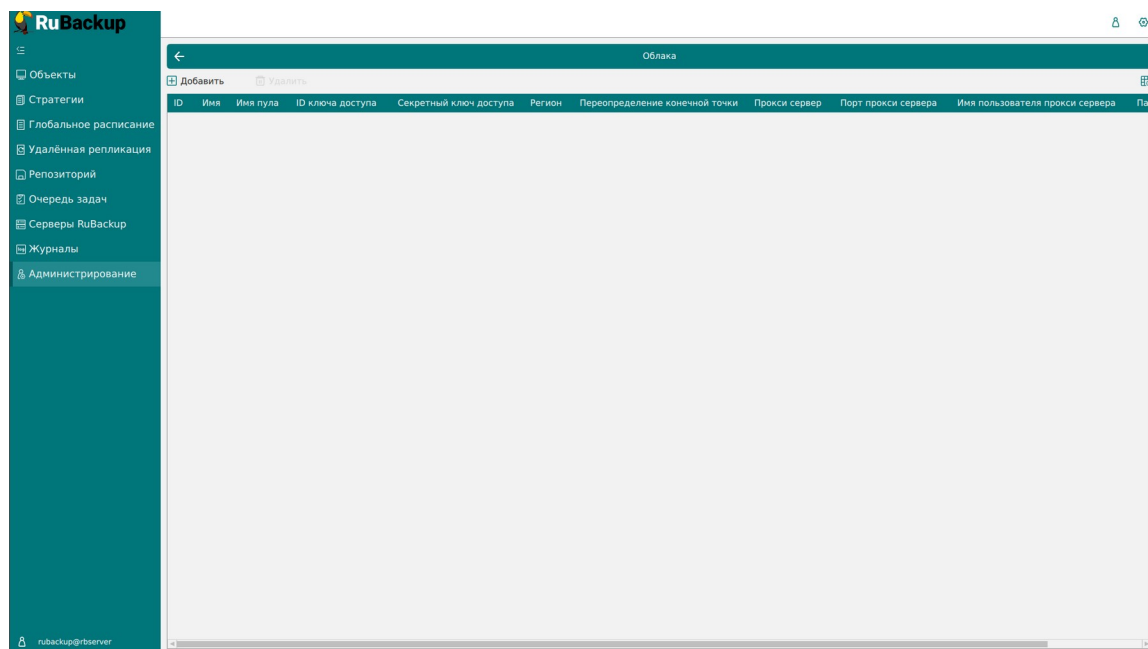 RuBackup
Облака
Объекты
Стратегии
Глобальное расписание
Удалённая репликация
Репозиторий
Очередь задач
Серверы RuBackup
Журналы
Администрирование
Добавить Удалить
ID Имя Имя пула ID ключа доступа Секретный ключ доступа Регион Переопределение конечной точки Прокси сервер Порт прокси сервера Имя пользователя прокси сервера Па
rubackup@rbserver